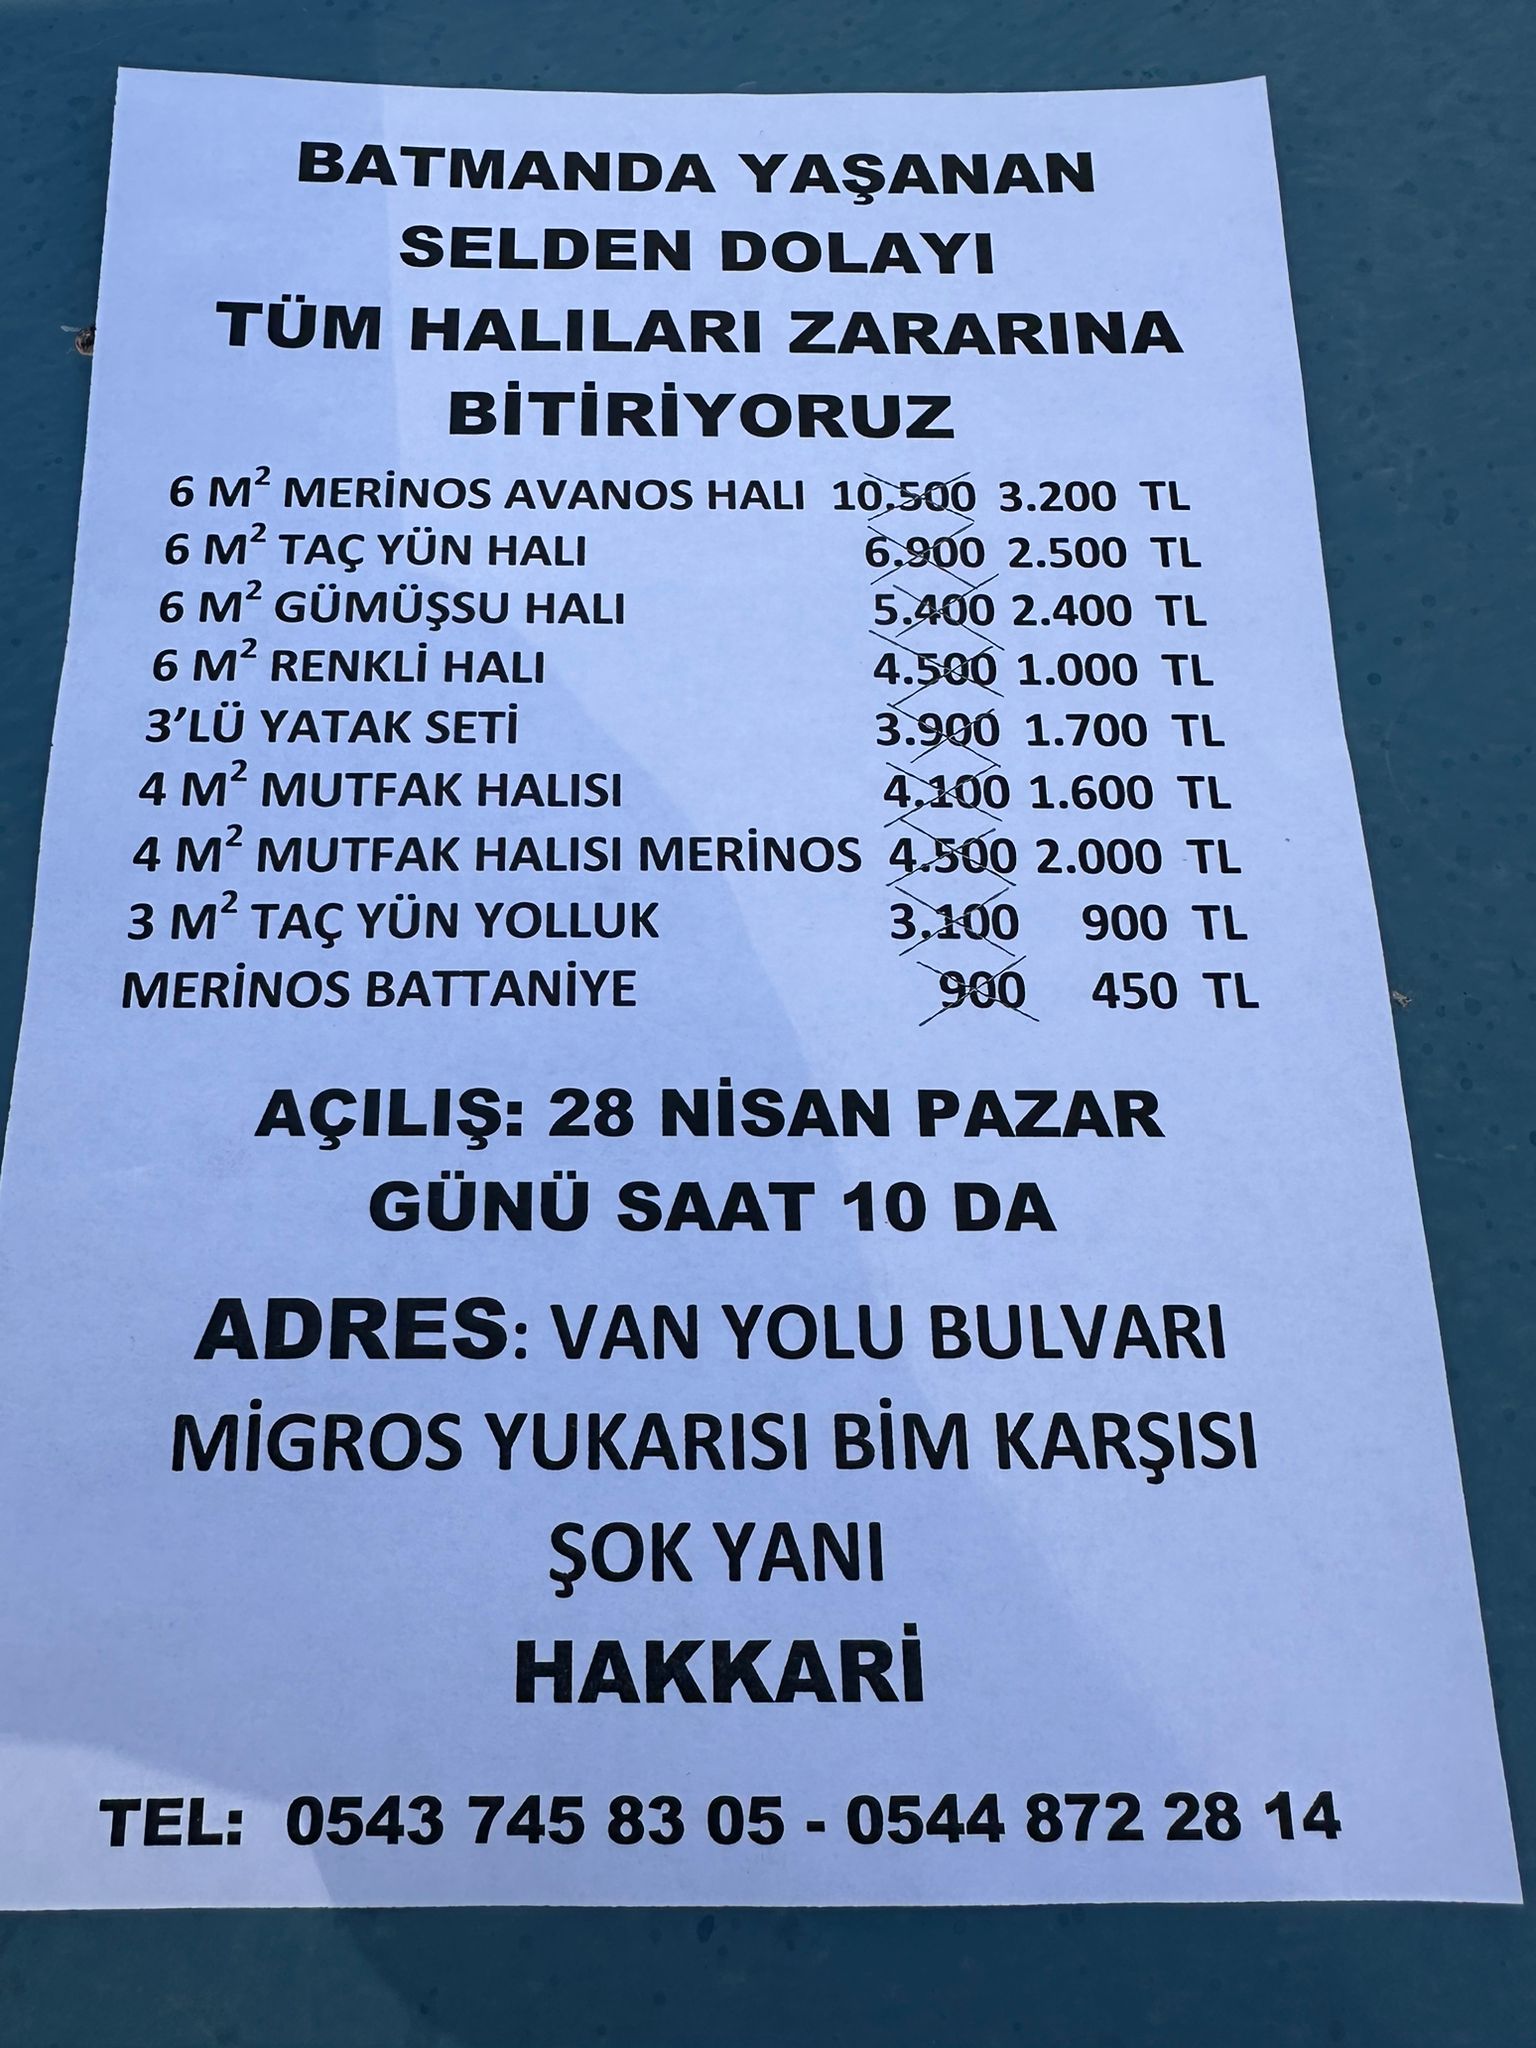 BATMANDA YAŞANAN
SELDEN DOLAYI
TÜM HALILARI ZARARINA
BİTİRİYORUZ
6 M² MERİNOS AVANOS HALI 10.500 3.200 TL
6 M² TAÇ YÜN HALI 6.900 2.500 TL
6 M² GÜMÜŞSU HALI 5.400 2.400 TL
6 M² RENKLİ HALI 4.500 1.000 TL
3’LÜ YATAK SETİ 3.900 1.700 TL
4 M² MUTFAK HALISI 4.100 1.600 TL
4 M² MUTFAK HALISI MERİNOS 4.500 2.000 TL
3 M² TAÇ YÜN YOLLUK 3.100 900 TL
MERİNOS BATTANİYE 900 450 TL
AÇILIŞ: 28 NİSAN PAZAR
GÜNÜ SAAT 10 DA
ADRES: VAN YOLU BULVARI
MİGROS YUKARISI BİM KARŞISI
ŞOK YANI
HAKKARİ
TEL: 0543 745 83 05 - 0544 872 28 14